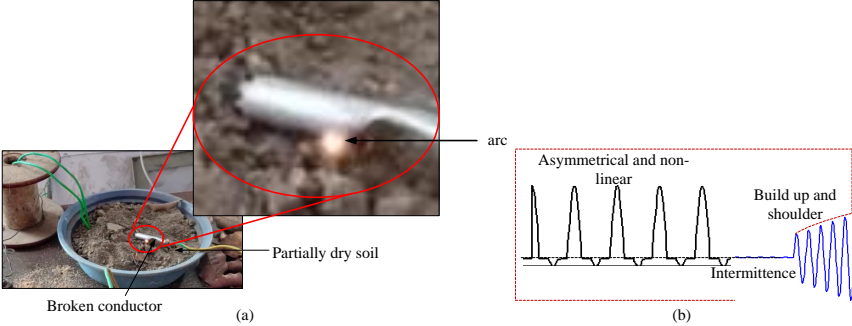 arc
Partially dry soil
Broken conductor
(a)
Asymmetrical and non-
linear
Build up and
shoulder
Intermittence
(b)